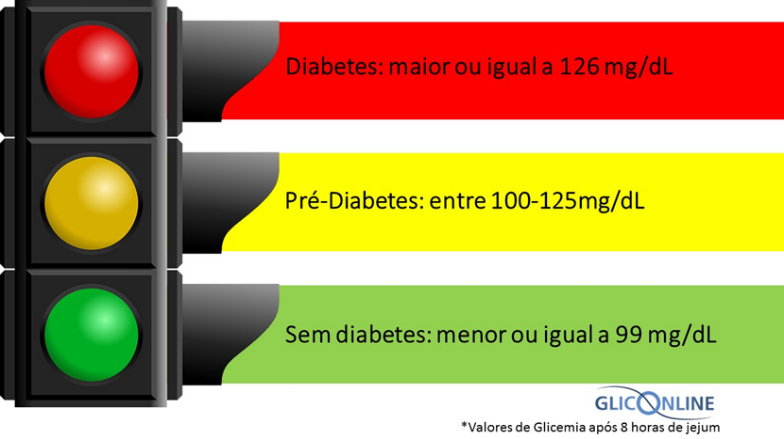 Diabetes: maior ou igual a 126 mg/dL
Pré-Diabetes: entre 100-125mg/dL
Sem diabetes: menor ou igual a 99 mg/dL
GLICONLINE
*Valores de Glicemia após 8 horas de jejum